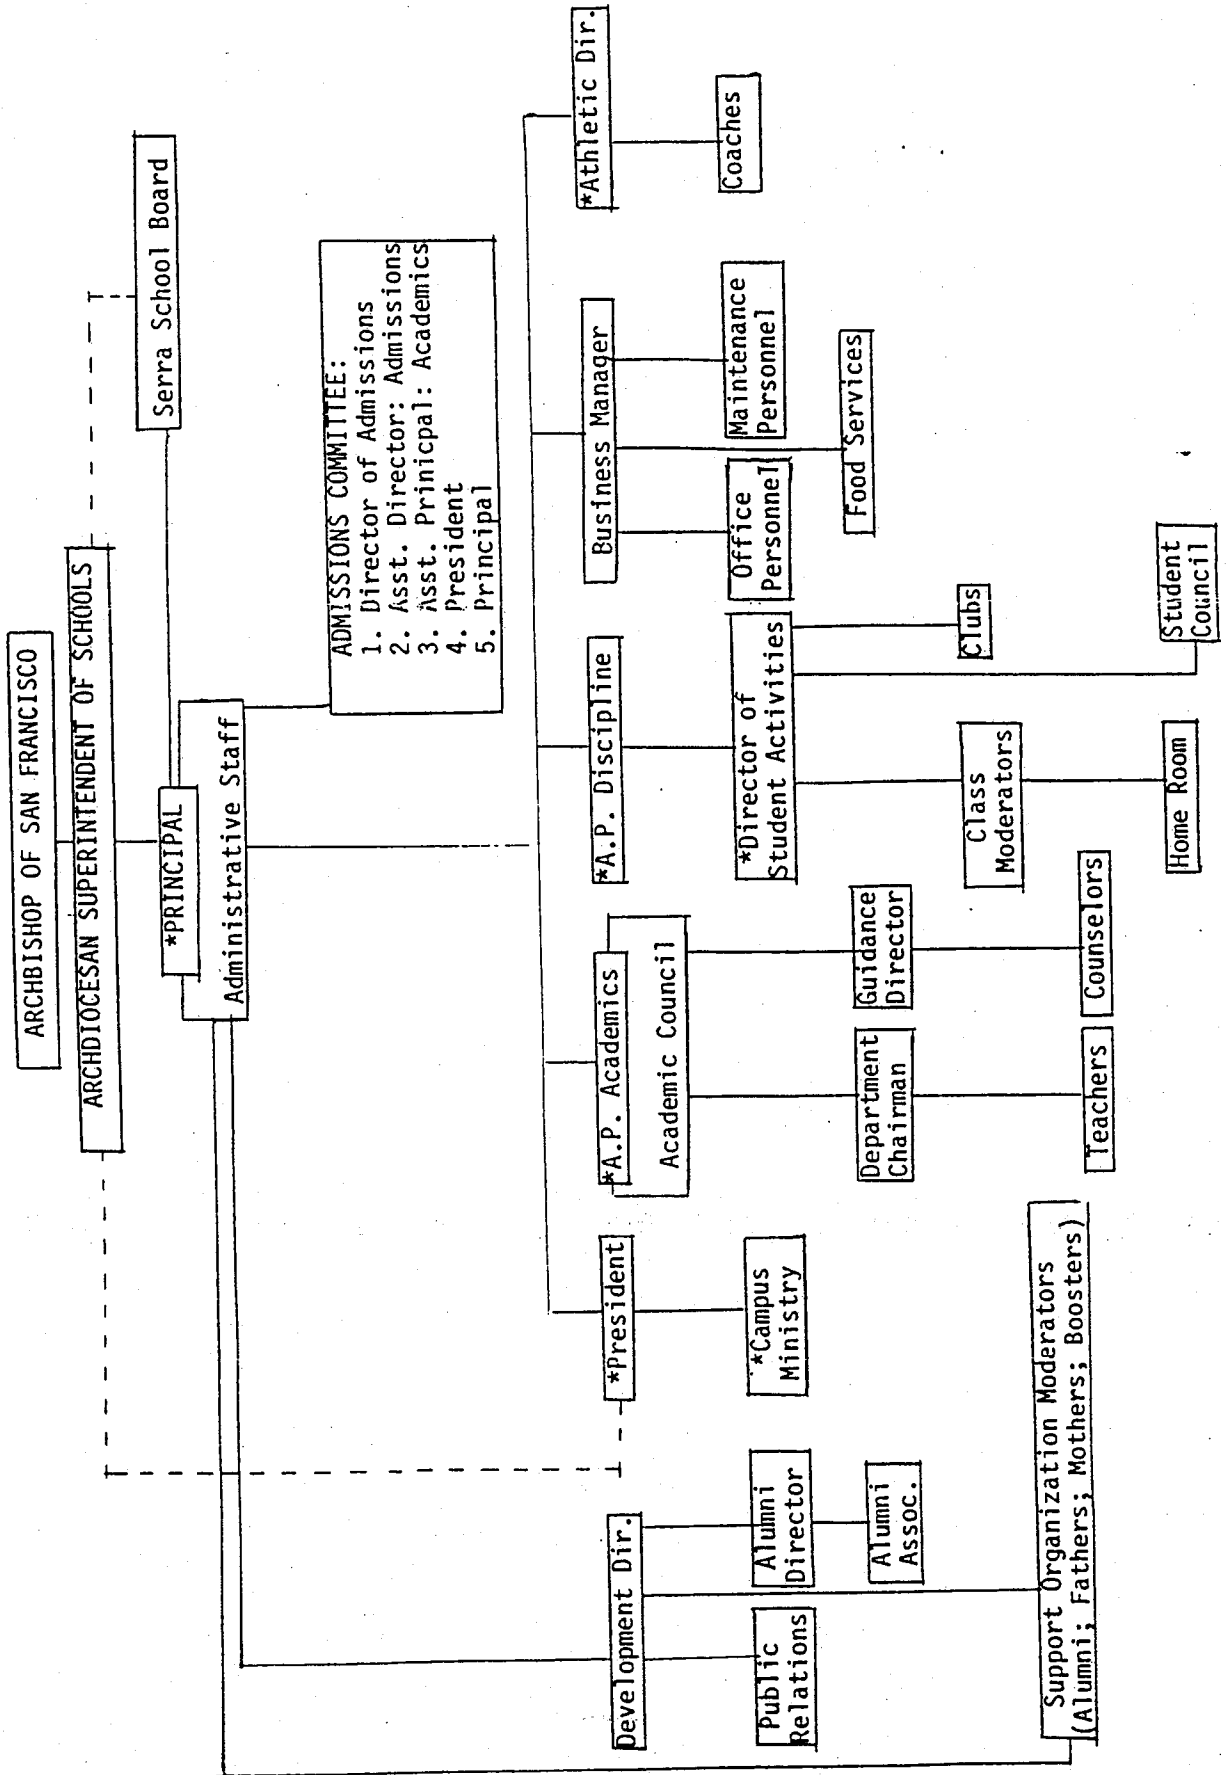 ARCHBISHOP OF SAN FRANCISCO
ARCHDIOCESAN SUPERINTENDENT OF SCHOOLS
Serra School Board
*PRINCIPAL
Administrative Staff
ADMISSIONS COMMITTEE:
1. Director of Admissions
2. Asst. Director: Admissions
3. Asst. Prinicpal: Academics
4. President
5. Principal
Development Dir.
*President
*A.P. Academics
Academic Council
*A.P. Discipline
Business Manager
*Athletic Dir.
Public
Relations
Alumni
Director
*Campus
Ministry
*Director of
Student Activities
Office
Personnel
Maintenance
Personnel
Coaches
Alumni
Assoc.
Department
Chairman
Guidance
Director
Food Services
Class
Moderators
Clubs
Support Organization Moderators
(Alumni; Fathers; Mothers; Boosters)
Teachers
Counselors
Home Room
Student
Council